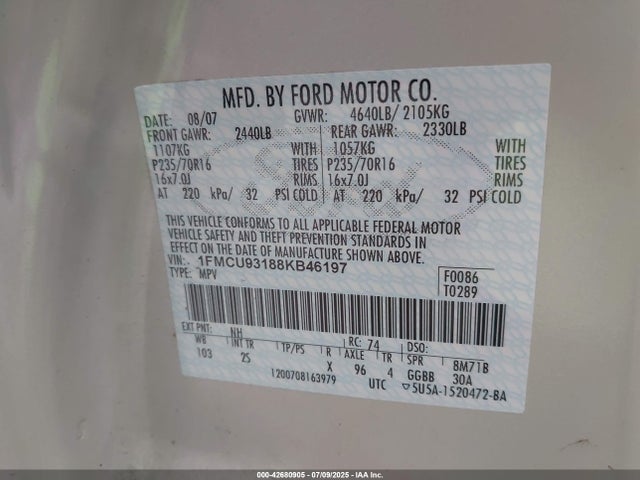 MFD. BY FORD MOTOR CO.
DATE: 08/07 GVWR: 4640LB/ 2105KG
FRONT GAWR: 2440LB REAR GAWR: 2330LB
1107KG WITH 1057KG WITH
P235/70R16 TIRES P235/70R16 TIRES
16x7.0J RIMS 16x7.0J RIMS
AT 220 kPa/ 32 PSI COLD AT 220 kPa/ 32 PSI COLD
THIS VEHICLE CONFORMS TO ALL APPLICABLE FEDERAL MOTOR
VEHICLE SAFETY AND THEFT PREVENTION STANDARDS IN
EFFECT ON THE DATE OF MANUFACTURE SHOWN ABOVE.
VIN: 1FMCU93188KB46197 F0086
TYPE: MPV T0289
EXT PNT: NH RC: 74 DSO:
WB INT TR TP/PS R AXLE TR SPR 8M71B
103 25 X 96 4 GGBB 30A
1200708163979 UTC ▽5U5A-1520472-BA
000-42680905 - 07/09/2025 - IAAI, Inc.